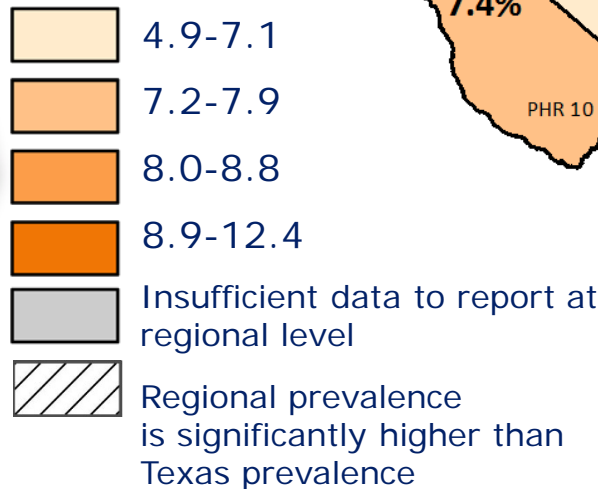 7.4%
4.9-7.1
7.2-7.9
PHR 10
8.0-8.8
8.9-12.4
Insufficient data to report at
regional level
Regional prevalence
is significantly higher than
Texas prevalence